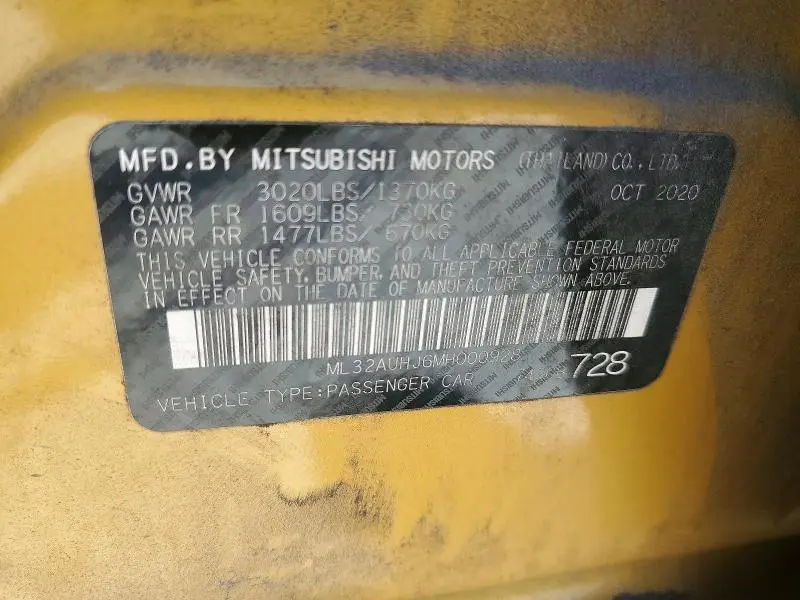 MFD.BY MITSUBISHI MOTORS (THAILAND)CO.,LTD.
GVWR 3020LBS/1370KG OCT 2020
GAWR FR 1609LBS/ 730KG
GAWR RR 1477LBS/ 670KG
THIS VEHICLE CONFORMS TO ALL APPLICABLE FEDERAL MOTOR
VEHICLE SAFETY, BUMPER, AND THEFT PREVENTION STANDARDS
IN EFFECT ON THE DATE OF MANUFACTURE SHOWN ABOVE.
728
VEHICLE TYPE:PASSENGER CAR